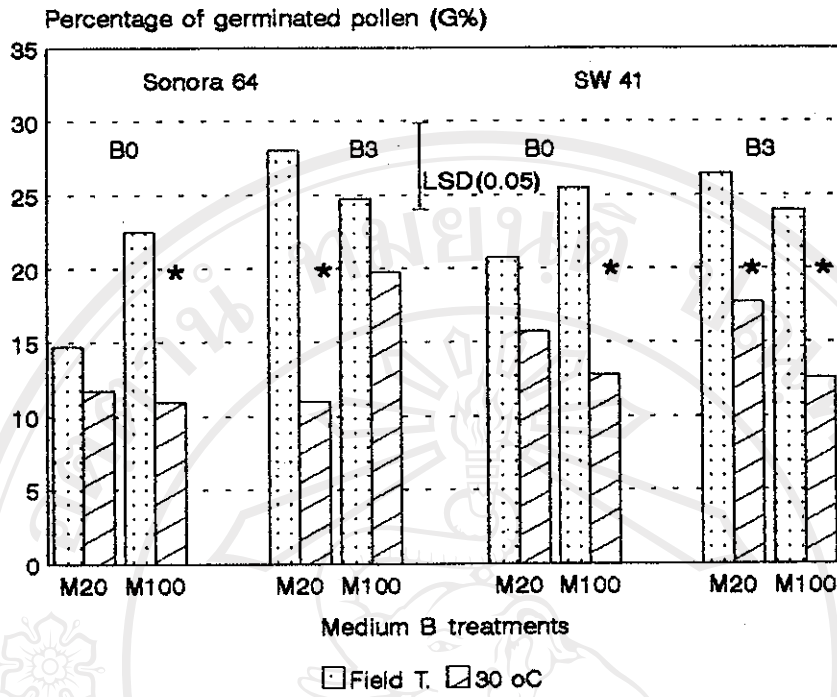 Percentage of germinated pollen (G%)
35
Sonora 64 SW 41
30
B0 B3 B0 B3
LSD(0.05)
25
* * * * *
20
15
10
5
0
M20 M100 M20 M100 M20 M100 M20 M100
Medium B treatments
Field T. 30 oC